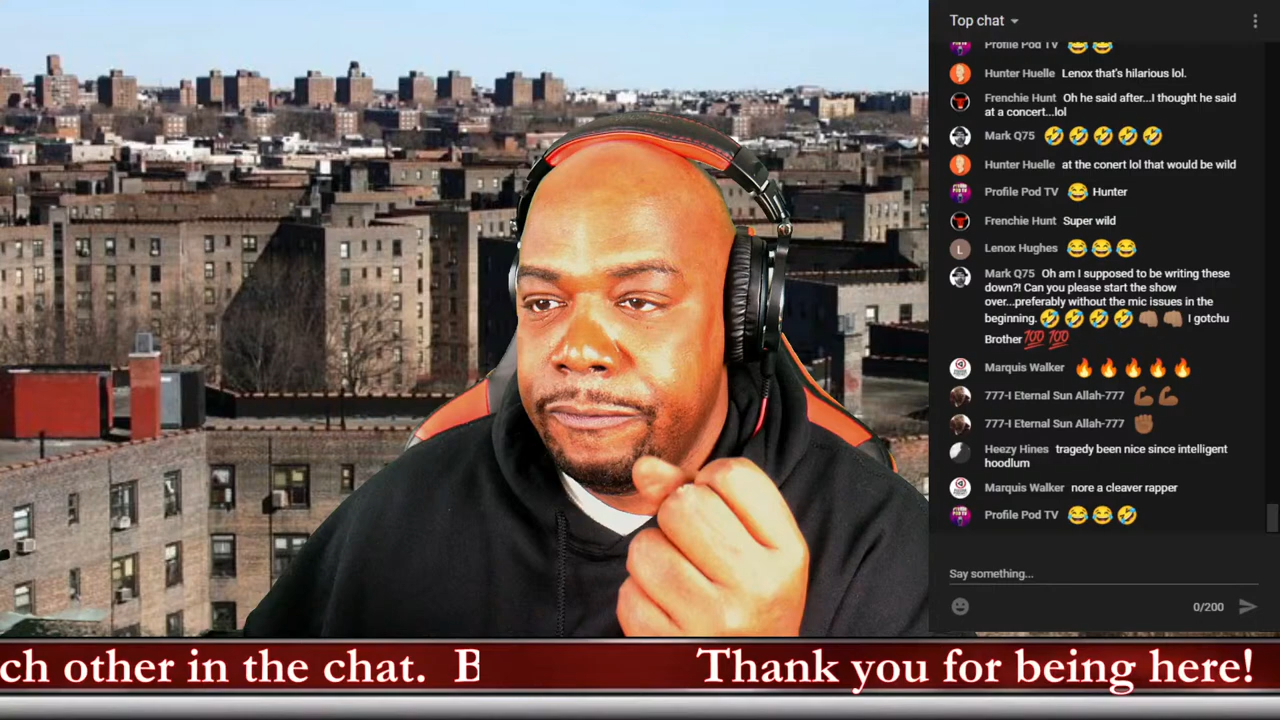 Top chat
Profile Pod TV 😂😂
Hunter Huelle Lenox that's hilarious lol.
Frenchie Hunt Oh he said after...I thought he said
at a concert...lol
Mark Q75 🤣🤣🤣🤣🤣
Hunter Huelle at the conert lol that would be wild
Profile Pod TV 😂 Hunter
Frenchie Hunt Super wild
L Lenox Hughes 😂😂😂
Mark Q75 Oh am I supposed to be writing these
down?! Can you please start the show
over...preferably without the mic issues in the
beginning. 🤣🤣🤣🤣👊🏽👊🏽 I gotchu
Brother💯💯
Marquis Walker 🔥🔥🔥🔥🔥
777-I Eternal Sun Allah-777 💪🏾💪🏾
777-I Eternal Sun Allah-777 ✊🏾
Heezy Hines tragedy been nice since intelligent
hoodlum
Marquis Walker nore a cleaver rapper
Profile Pod TV 😂😂🤣
Say something...
0/200
ch other in the chat. B
Thank you for being here!